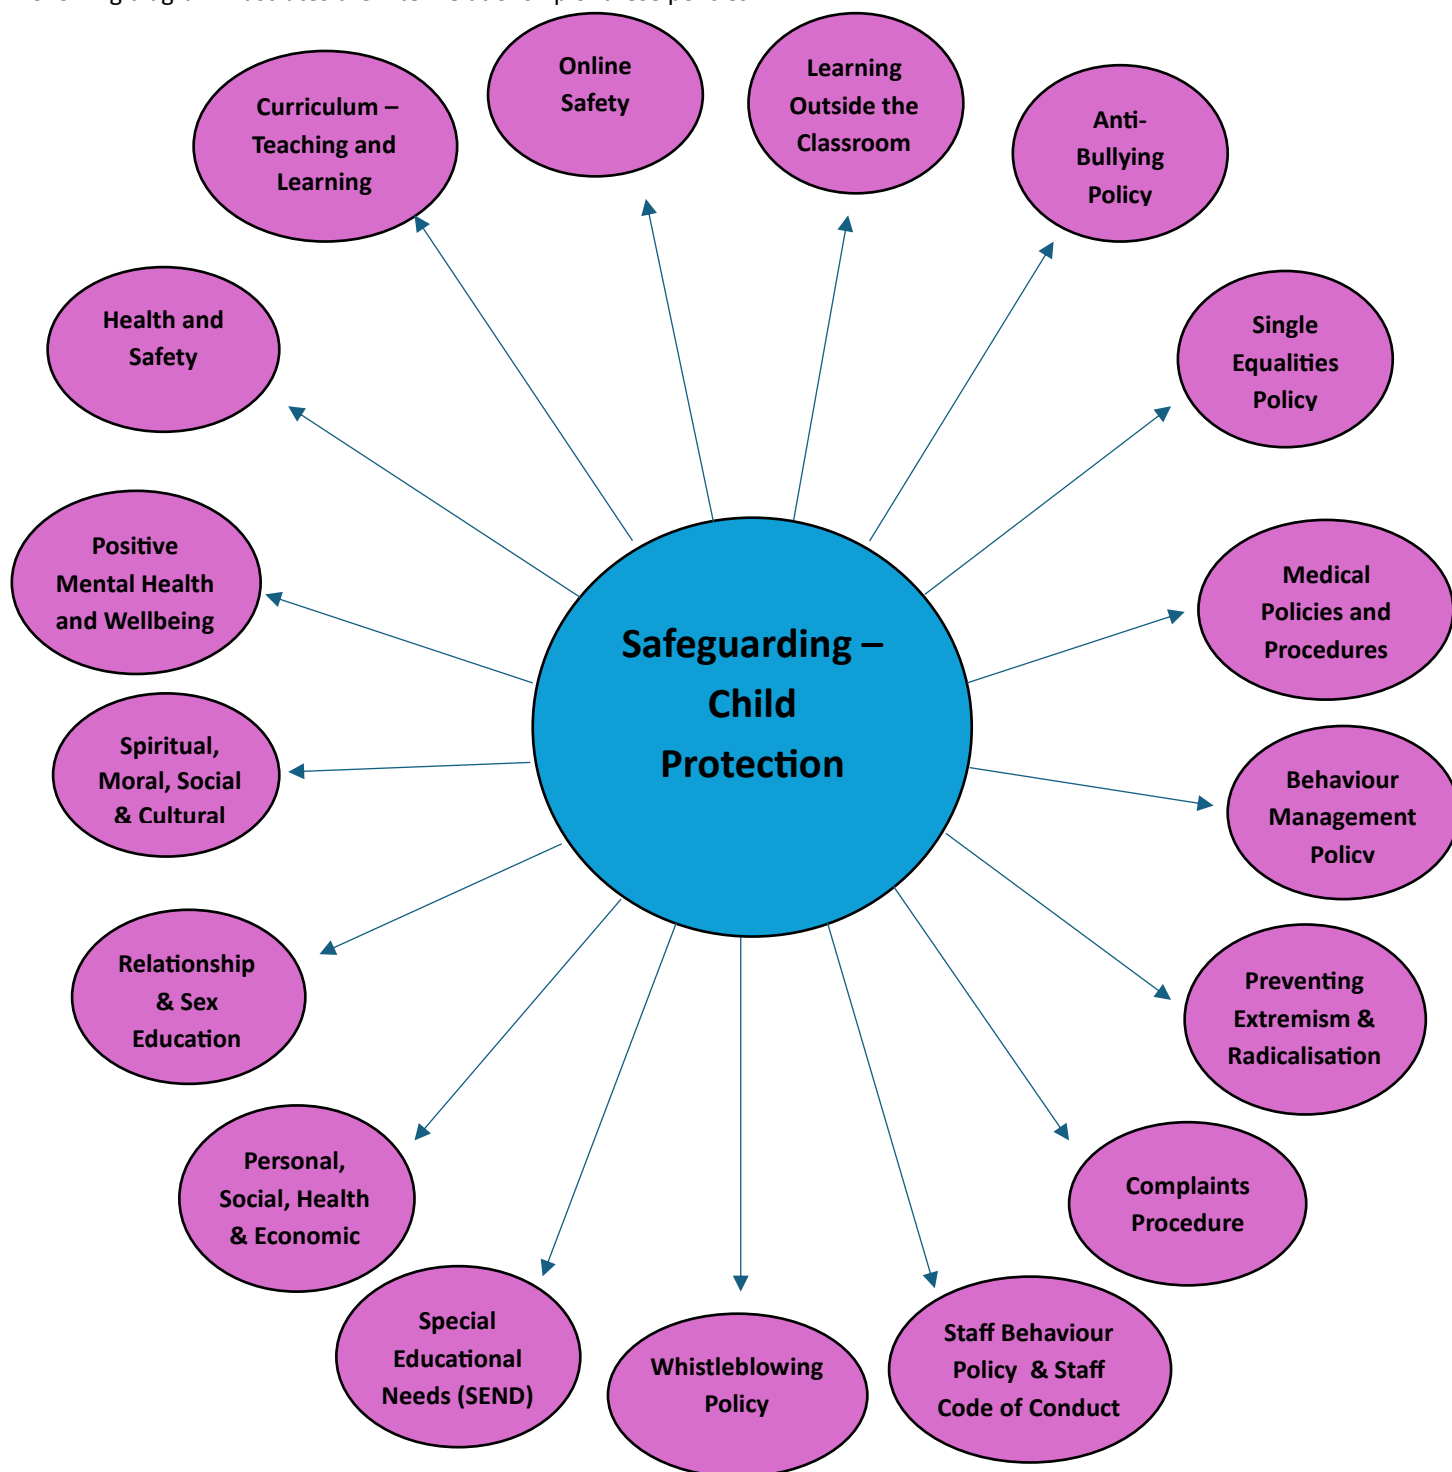 Online
Safety
Learning
Outside the
Classroom
Curriculum –
Teaching and
Learning
Anti-
Bullying
Policy
Health and
Safety
Single
Equalities
Policy
Positive
Mental Health
and Wellbeing
Medical
Policies and
Procedures
Safeguarding –
Child
Protection
Spiritual,
Moral, Social
& Cultural
Behaviour
Management
Policy
Relationship
& Sex
Education
Preventing
Extremism &
Radicalisation
Personal,
Social, Health
& Economic
Complaints
Procedure
Special
Educational
Needs (SEND)
Whistleblowing
Policy
Staff Behaviour
Policy & Staff
Code of Conduct